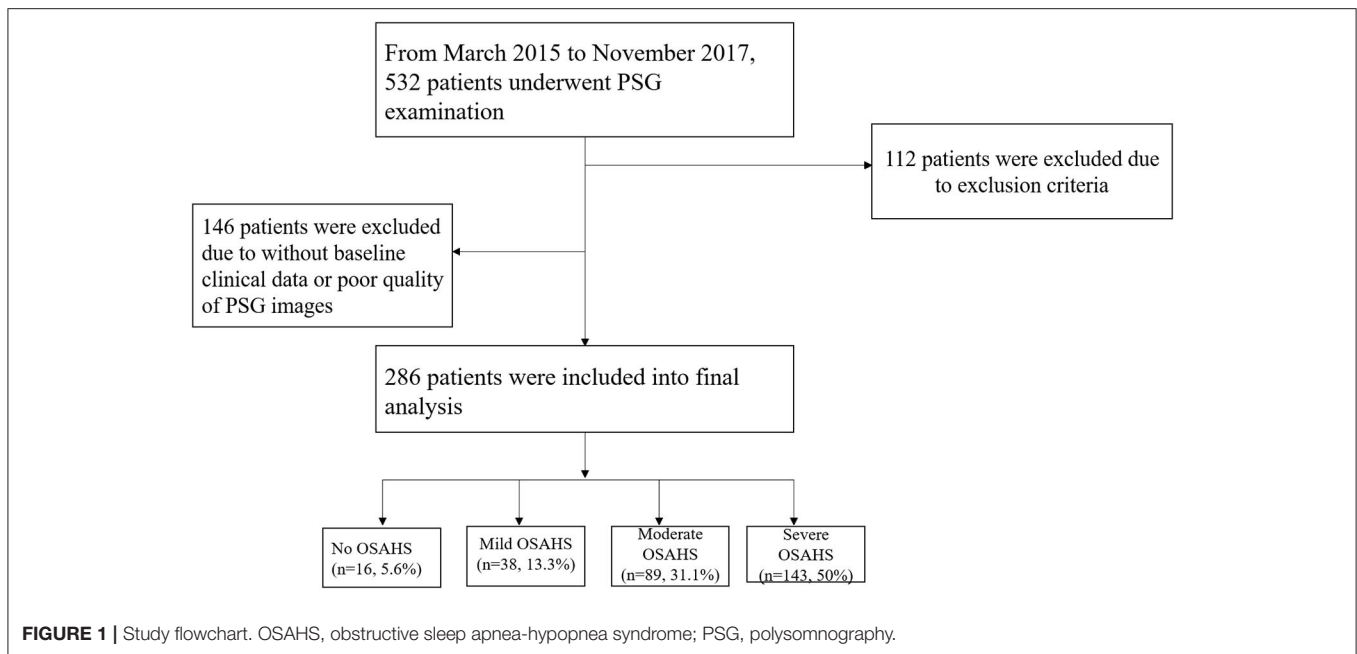 From March 2015 to November 2017,
532 patients underwent PSG
examination
112 patients were excluded due
to exclusion criteria
146 patients were excluded
due to without baseline
clinical data or poor quality
of PSG images
286 patients were included into final
analysis
No OSAHS
(n=16, 5.6%)
Mild OSAHS
(n=38, 13.3%)
Moderate
OSAHS
(n=89, 31.1%)
Severe
OSAHS
(n=143, 50%)
FIGURE 1 | Study flowchart. OSAHS, obstructive sleep apnea-hypopnea syndrome; PSG, polysomnography.